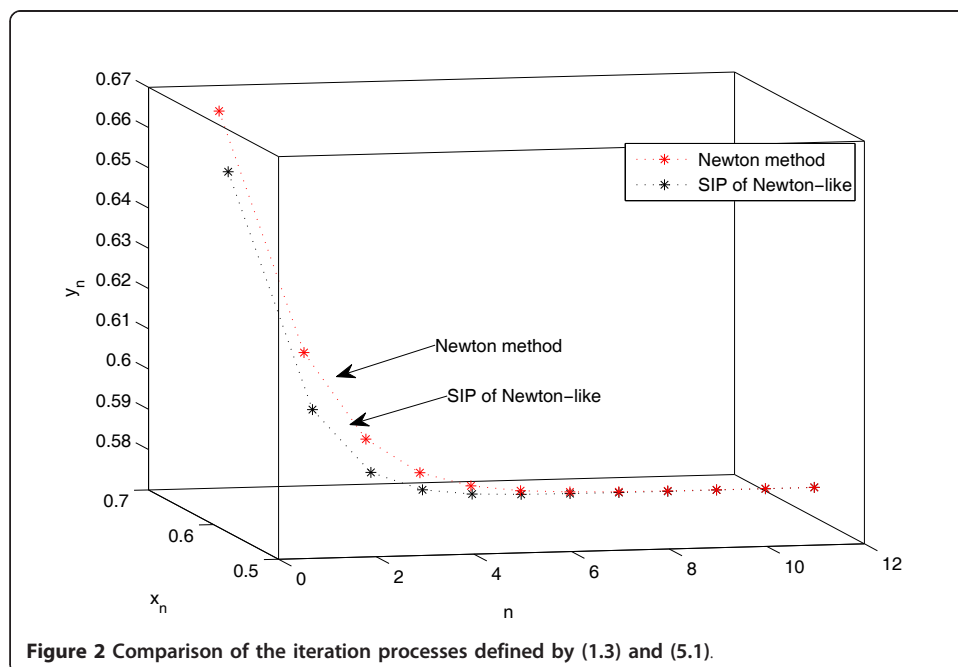 0.67
0.66
0.65
0.64
0.63
0.62
0.61
0.6
0.59
0.58
y_n
0.7
0.6
0.5
x_n
0
2
4
6
8
10
12
n
Newton method
SIP of Newton−like
Newton method
SIP of Newton−like
Figure 2 Comparison of the iteration processes defined by (1.3) and (5.1).